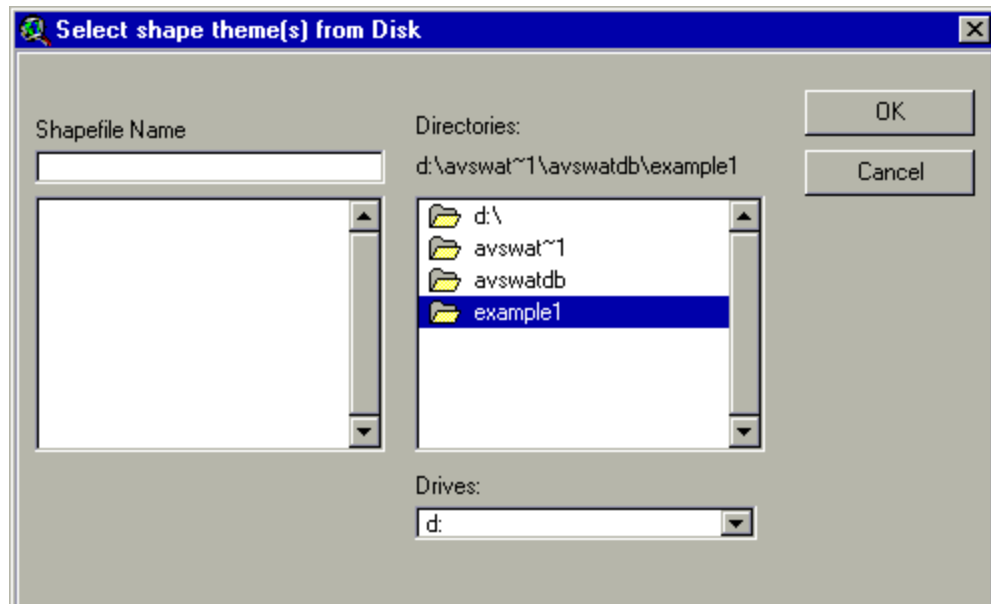 Select shape theme(s) from Disk
Shapefile Name
Directories:
d:\avswat~1\avswatdb\example1
OK
Cancel
d:\
avswat~1
avswatdb
example1
Drives:
d: